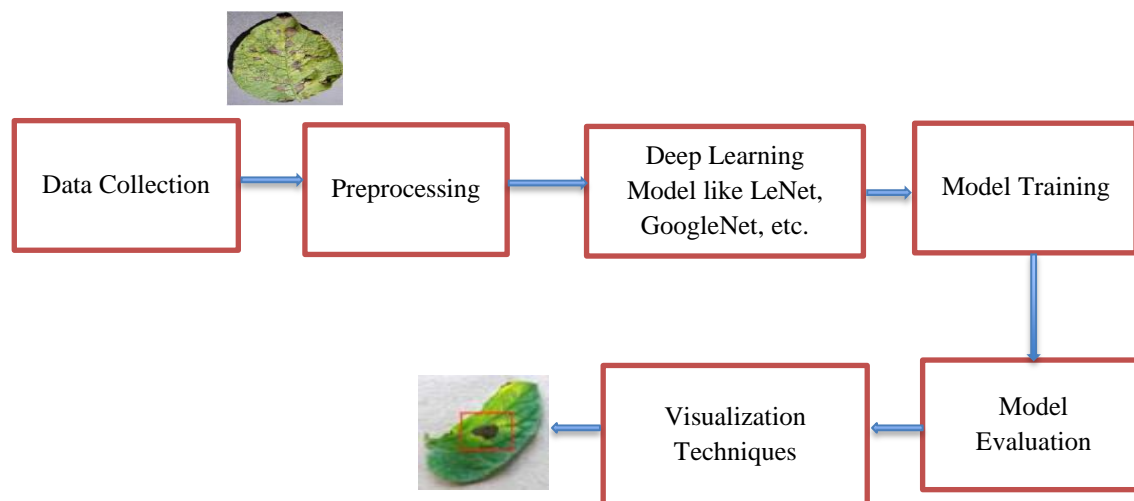 Data Collection
Preprocessing
Deep Learning
Model like LeNet,
GoogleNet, etc.
Model Training
Model
Evaluation
Visualization
Techniques